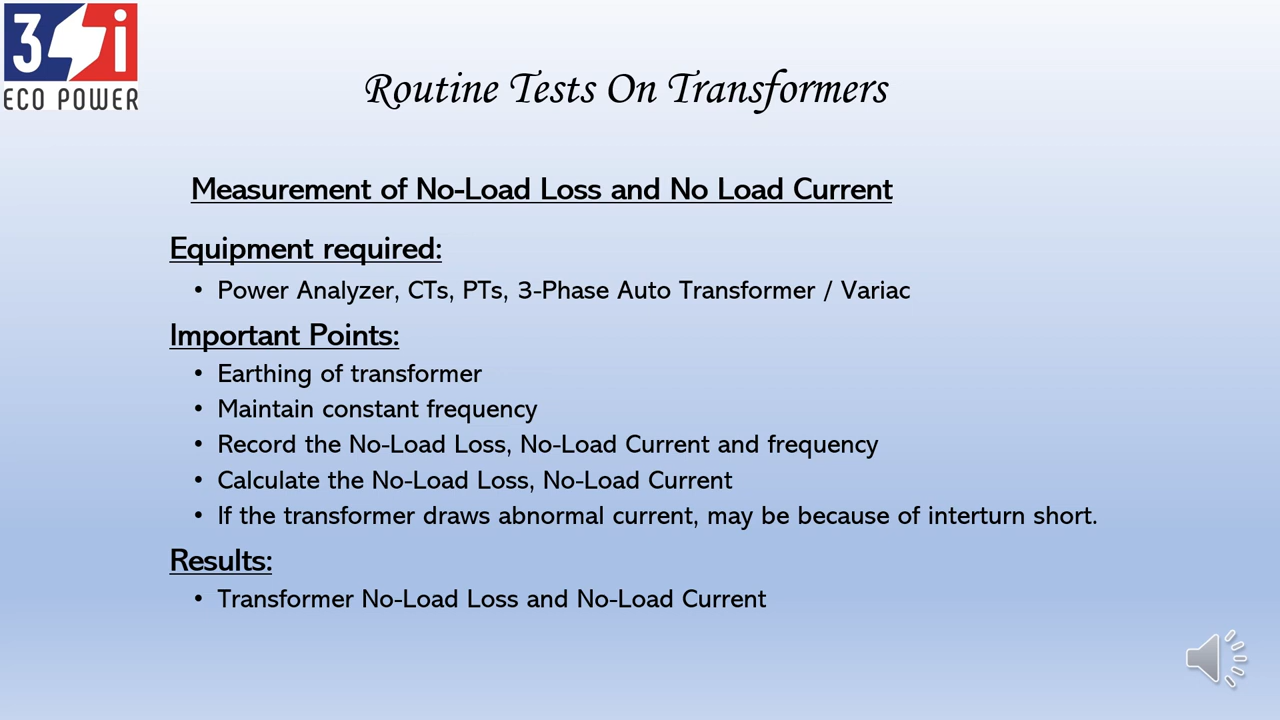 3 i
ECO POWER
Routine Tests On Transformers
Measurement of No-Load Loss and No Load Current
Equipment required:
• Power Analyzer, CTs, PTs, 3-Phase Auto Transformer / Variac
Important Points:
• Earthing of transformer
• Maintain constant frequency
• Record the No-Load Loss, No-Load Current and frequency
• Calculate the No-Load Loss, No-Load Current
• If the transformer draws abnormal current, may be because of interturn short.
Results:
• Transformer No-Load Loss and No-Load Current